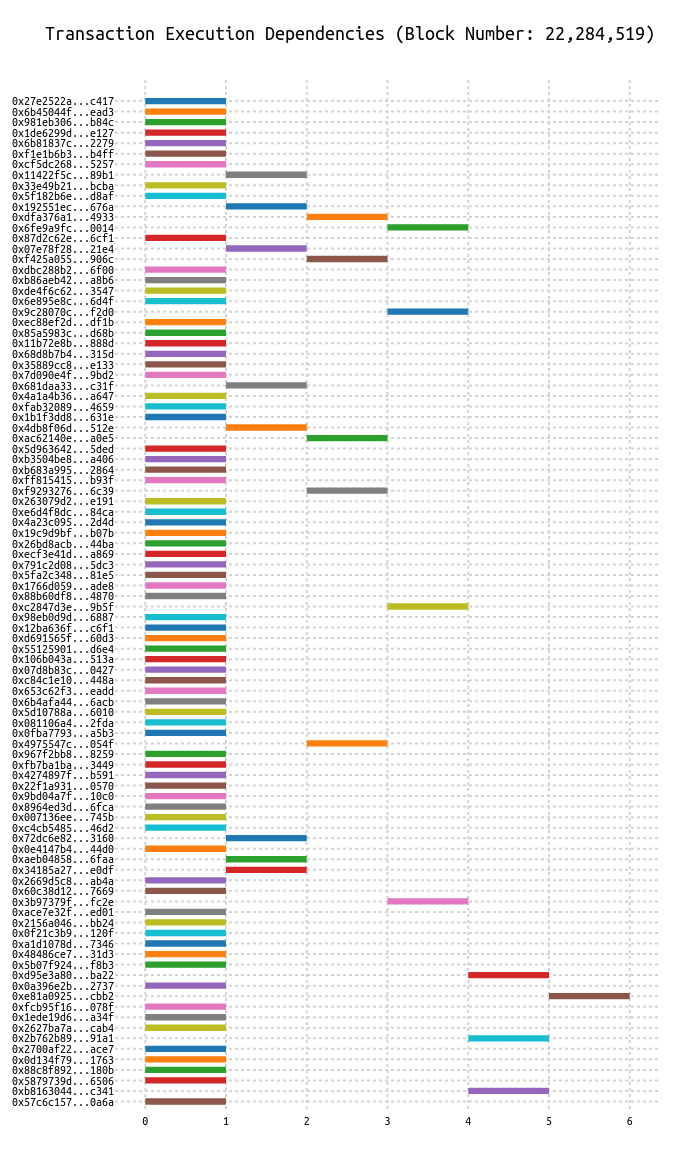 Transaction Execution Dependencies (Block Number: 22,284,519)
0x27e2522a...c417
0x6b45044f...ead3
0x981eb306...b84c
0x1de6299d...e127
0x6b81837c...2279
0xf1e1b6b3...b4ff
0xcf5dc268...5257
0x11422f5c...89b1
0x33e49b21...bcba
0x5f182b6e...d8af
0x192551ec...676a
0xdfa376a1...4933
0x6fe9a9fc...0014
0x87d2c62e...6cf1
0x07e78f28...21e4
0xf425a055...906c
0xdbc288b2...6f00
0xb86aeb42...a8b6
0xde4f6c62...3547
0x6e895e8c...6d4f
0x9c28070c...f2d0
0xec88ef2d...df1b
0x85a5983c...d68b
0x11b72e8b...888d
0x68d8b7b4...315d
0x35889cc8...e133
0x7d090e4f...9bd2
0x681daa33...c31f
0x4a1a4b36...a647
0xfab32089...4659
0x1b1f3dd8...631e
0x4db8f06d...512e
0xac62140e...a0e5
0x5d963642...5ded
0xb3504be8...a406
0xb683a995...2864
0xff815415...b93f
0xf9293276...6c39
0x263079d2...e191
0xe6d4f8dc...84ca
0x4a23c095...2d4d
0x19c9d9bf...b07b
0x26bd8acb...44ba
0xecf3e41d...a869
0x791c2d08...5dc3
0x5fa2c348...81e5
0x1766d059...ade8
0x88b60df8...4870
0xc2847d3e...9b5f
0x98eb0d9d...6887
0x12ba636f...c6f1
0xd691565f...60d3
0x55125901...d6e4
0x106b043a...513a
0x07d8b83c...0427
0xc84c1e10...448a
0x653c62f3...eadd
0x6b4afa44...6acb
0x5d10788a...6010
0x081106a4...2fda
0x0fba7793...a5b3
0x4975547c...054f
0x967f2bb8...8259
0xfb7ba1ba...3449
0x4274897f...b591
0x22f1a931...0570
0x9bd04a7f...10c0
0x8964ed3d...6fca
0x007136ee...745b
0xc4cb5485...46d2
0x72dc6e82...3160
0x0e4147b4...44d0
0xaeb04858...6faa
0x34185a27...e0df
0x2669d5c8...ab4a
0x60c38d12...7669
0x3b97379f...fc2e
0xace7e32f...ed01
0x2156a046...bb24
0x0f21c3b9...120f
0xa1d1078d...7346
0x48486ce7...31d3
0x5b07f924...f8b3
0xd95e3a80...ba22
0x0a396e2b...2737
0xe81a0925...cbb2
0xfcb95f16...078f
0x1ede19d6...a34f
0x2627ba7a...cab4
0x2b762b89...91a1
0x2700af22...ace7
0x0d134f79...1763
0x88c8f892...180b
0x5879739d...6506
0xb8163044...c341
0x57c6c157...0a6a
0 1 2 3 4 5 6